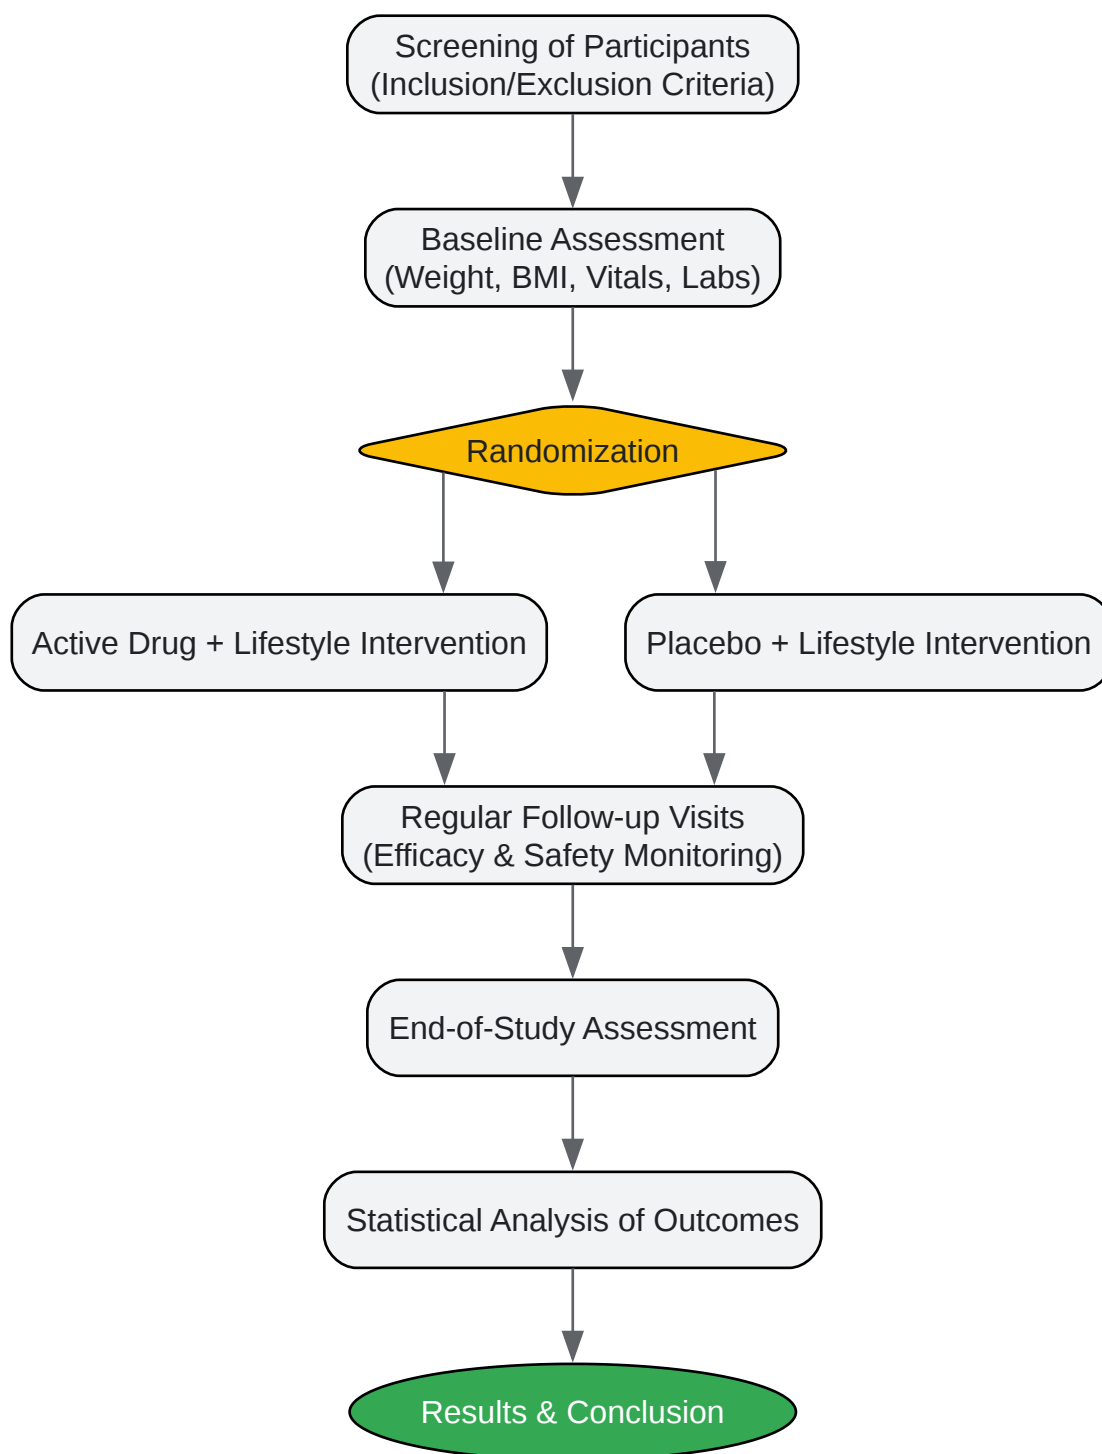 Screening of Participants
(Inclusion/Exclusion Criteria)
Baseline Assessment
(Weight, BMI, Vitals, Labs)
Randomization
Active Drug + Lifestyle Intervention
Placebo + Lifestyle Intervention
Regular Follow-up Visits
(Efficacy & Safety Monitoring)
End-of-Study Assessment
Statistical Analysis of Outcomes
Results & Conclusion